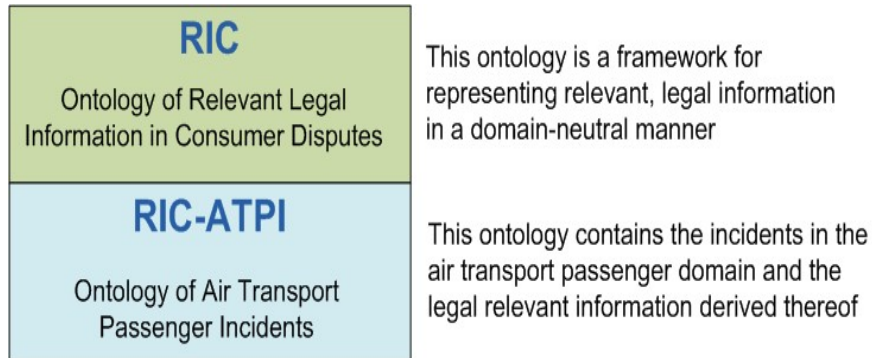 RIC
Ontology of Relevant Legal
Information in Consumer Disputes
This ontology is a framework for
representing relevant, legal information
in a domain-neutral manner
RIC-ATPI
Ontology of Air Transport
Passenger Incidents
This ontology contains the incidents in the
air transport passenger domain and the
legal relevant information derived thereof